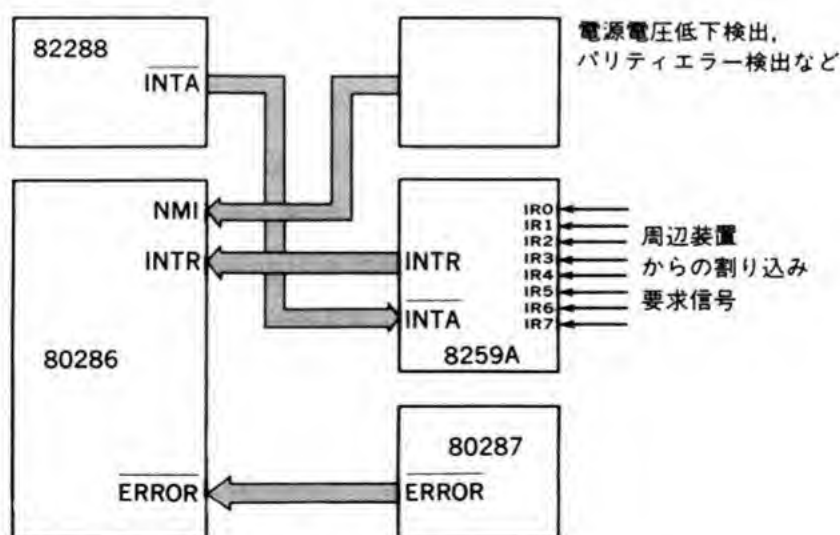 82288
INTA
電源電圧低下検出,
パリティエラー検出など
80286
NMI
INTR
ERROR
INTR
INTA
8259A
IR0
IR1
IR2
IR3
IR4
IR5
IR6
IR7
周辺装置
からの割り込み
要求信号
80287
ERROR